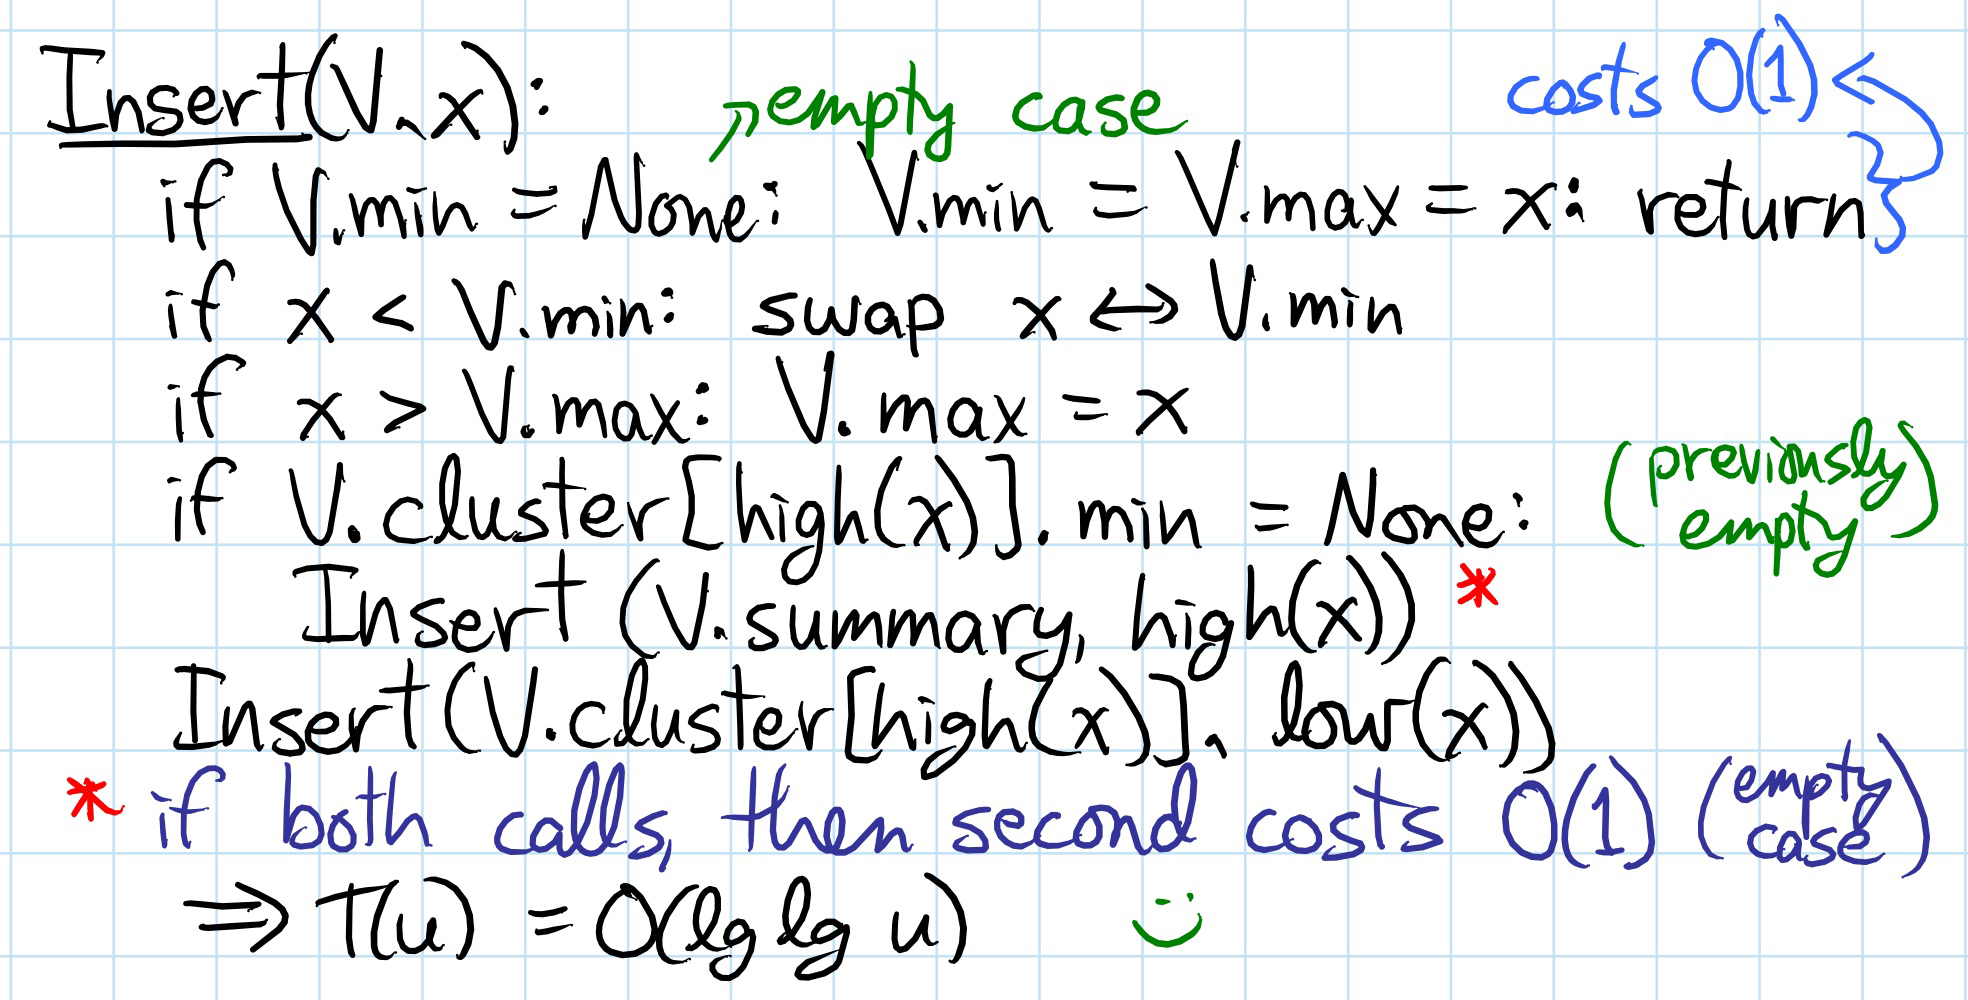 Insert(V, x):
↗empty case
costs O(1) ←
if V.min = None: V.min = V.max = x: return}
if x < V.min: swap x ↔ V.min
if x > V.max: V.max = x
if V.cluster[high(x)].min = None: (previously empty)
Insert (V.summary, high(x)) *
Insert(V.cluster[high(x)], low(x))
* if both calls, then second costs O(1) (empty case)
⇒ T(u) = O(lg lg u)